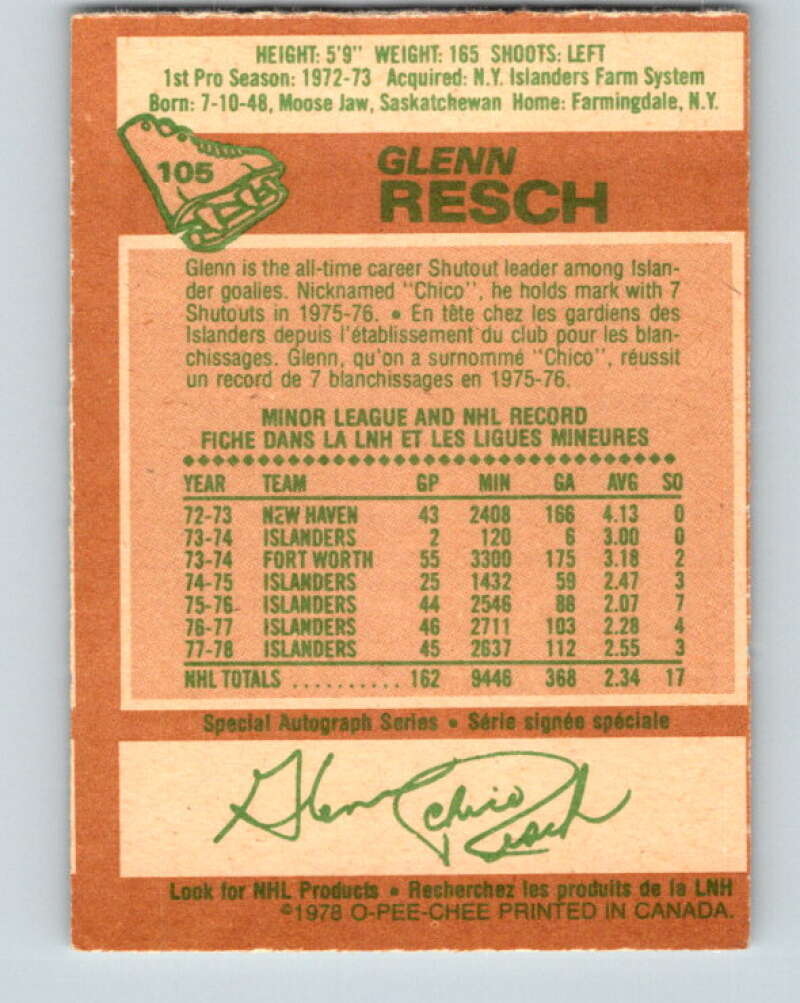 HEIGHT: 5'9" WEIGHT: 165 SHOOTS: LEFT
1st Pro Season: 1972-73 Acquired: N.Y. Islanders Farm System
Born: 7-10-48, Moose Jaw, Saskatchewan Home: Farmingdale, N.Y.
105
GLENN
RESCH
Glenn is the all-time career Shutout leader among Islan-
der goalies. Nicknamed "Chico", he holds mark with 7
Shutouts in 1975-76. • En tête chez les gardiens des
Islanders depuis l'établissement du club pour les blan-
chissages. Glenn, qu'on a surnommé "Chico", réussit
un record de 7 blanchissages en 1975-76.
MINOR LEAGUE AND NHL RECORD
FICHE DANS LA LNH ET LES LIGUES MINEURES
YEAR TEAM GP MIN GA AVG SO
72-73 NEW HAVEN 43 2408 166 4.13 0
73-74 ISLANDERS 2 120 6 3.00 0
73-74 FORT WORTH 55 3300 175 3.18 2
74-75 ISLANDERS 25 1432 59 2.47 3
75-76 ISLANDERS 44 2546 88 2.07 7
76-77 ISLANDERS 46 2711 103 2.28 4
77-78 ISLANDERS 45 2637 112 2.55 3
NHL TOTALS .......... 162 9446 368 2.34 17
Special Autograph Series • Série signée spéciale
Glenn Chico Resch
Look for NHL Products • Recherchez les produits de la LNH
©1978 O-PEE-CHEE PRINTED IN CANADA.